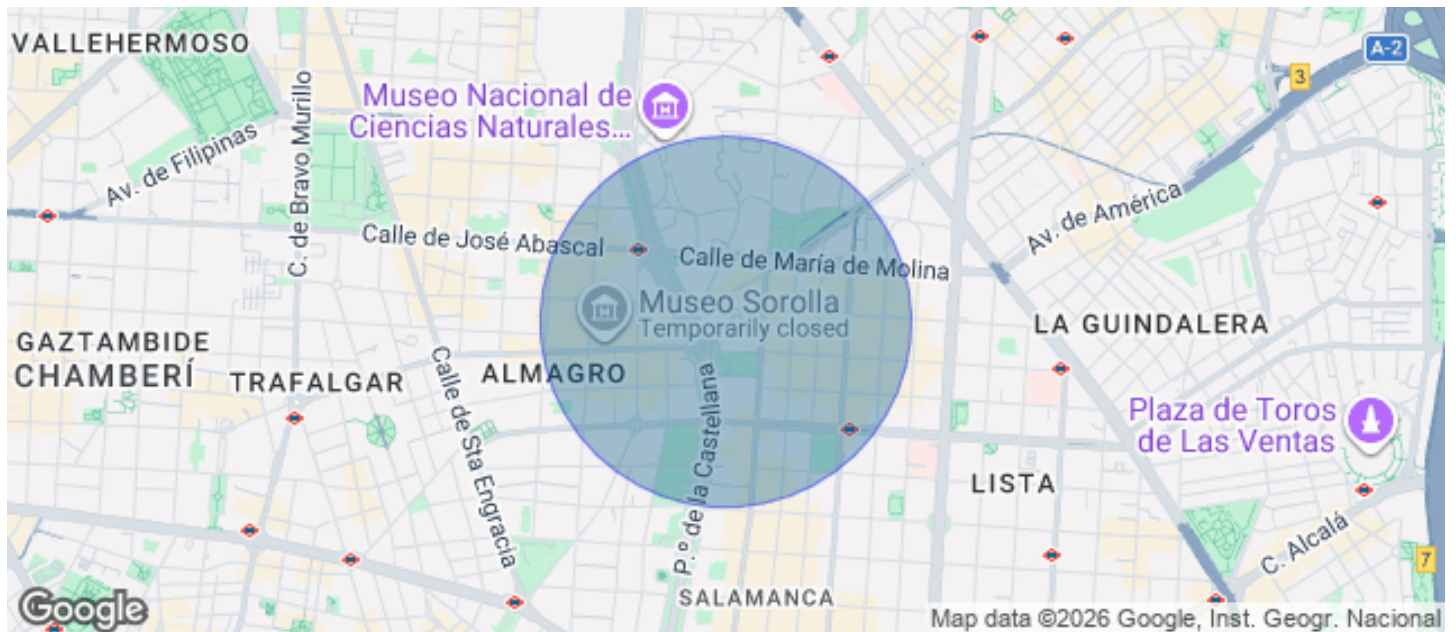 VALLEHERMOSO
A-2
3
Museo Nacional de
Ciencias Naturales...
Av. de Filipinas
C. de Bravo Murillo
Av. de América
Calle de José Abascal
Calle de María de Molina
Museo Sorolla
Temporarily closed
LA GUINDALERA
GAZTAMBIDE
CHAMBERÍ
TRAFALGAR
ALMAGRO
Calle de Sta Engracia
P.º de la Castellana
Plaza de Toros
de Las Ventas
LISTA
C. Alcalá
7
SALAMANCA
Google
Map data ©2026 Google, Inst. Geogr. Nacional